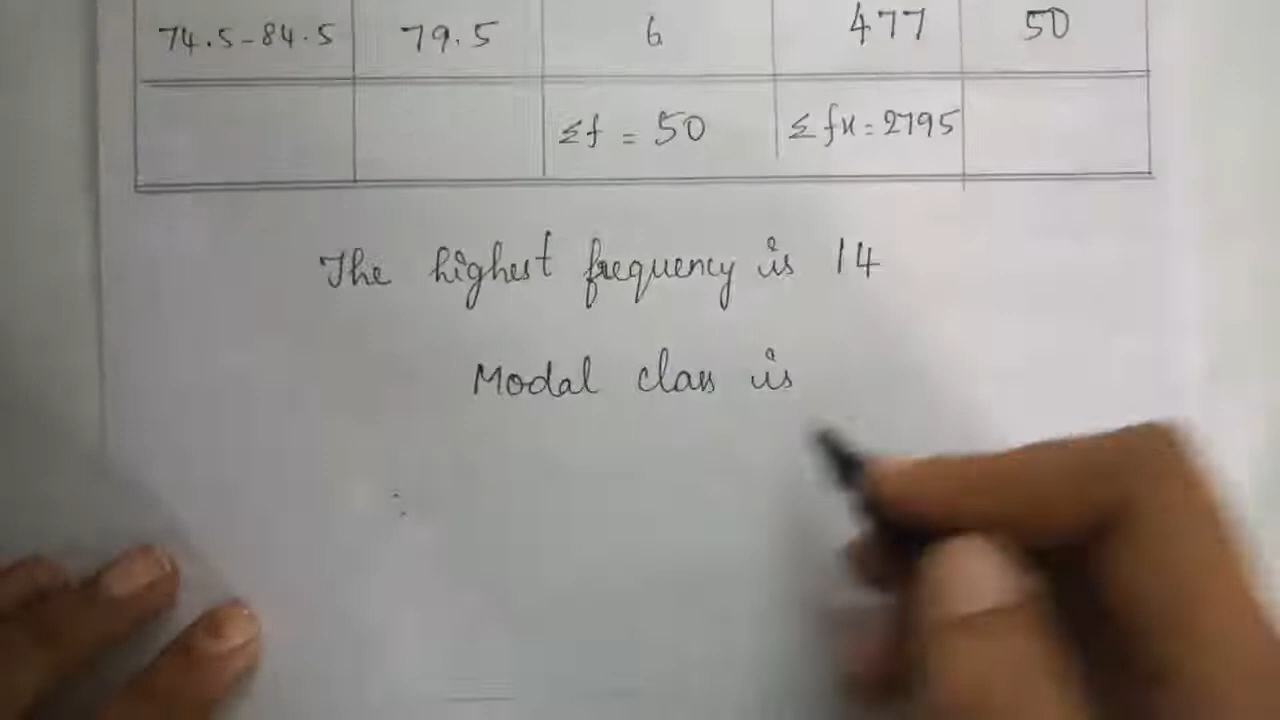 74.5-84.5 79.5 6 477 50
Σf = 50 Σfx = 2795
The highest frequency is 14
Modal class is